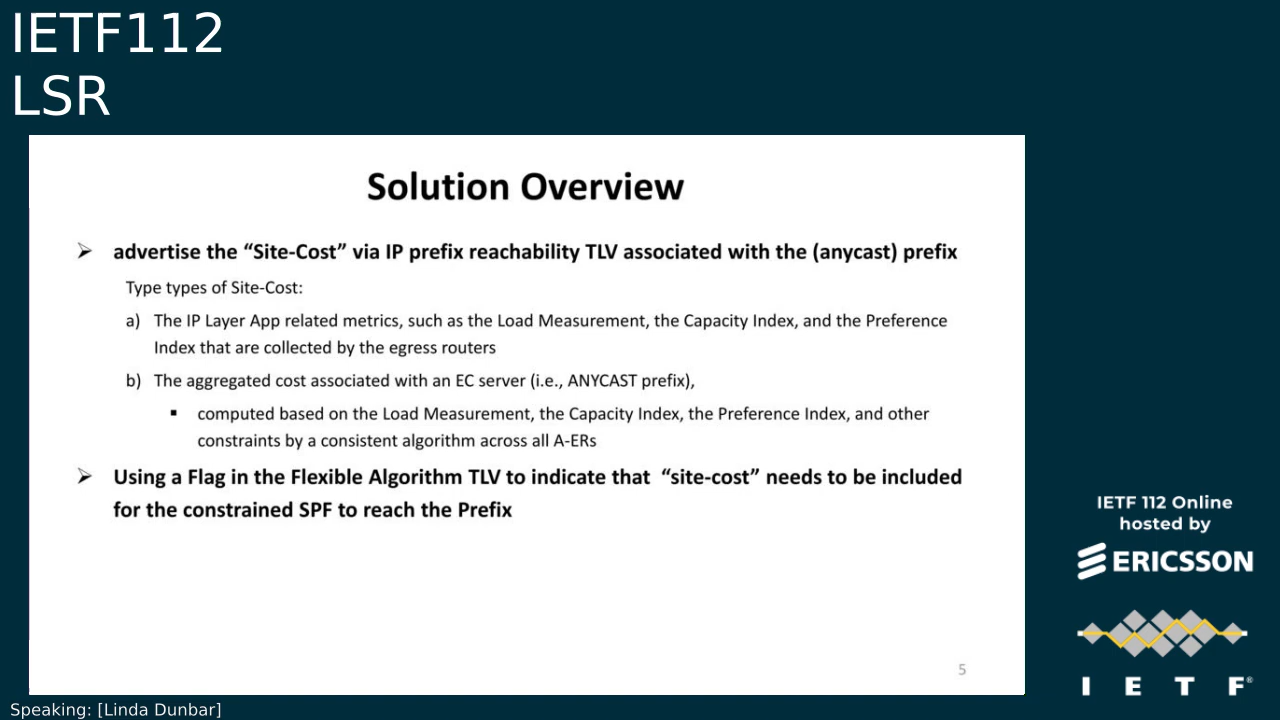 IETF112
LSR
Solution Overview
➢ advertise the “Site-Cost” via IP prefix reachability TLV associated with the (anycast) prefix
Type types of Site-Cost:
a) The IP Layer App related metrics, such as the Load Measurement, the Capacity Index, and the Preference
Index that are collected by the egress routers
b) The aggregated cost associated with an EC server (i.e., ANYCAST prefix),
▪ computed based on the Load Measurement, the Capacity Index, the Preference Index, and other
constraints by a consistent algorithm across all A-ERs
➢ Using a Flag in the Flexible Algorithm TLV to indicate that “site-cost” needs to be included
for the constrained SPF to reach the Prefix
5
IETF 112 Online
hosted by
ERICSSON
I E T F®
Speaking: [Linda Dunbar]